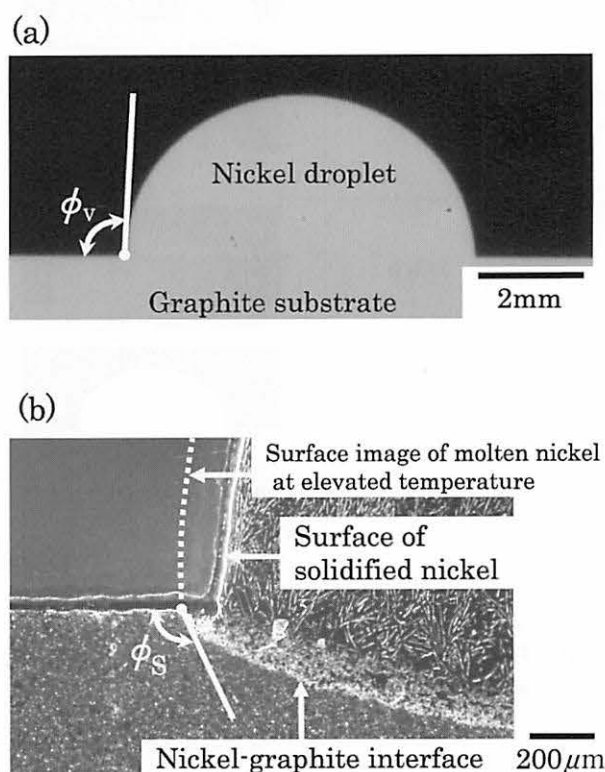 (a)
Nickel droplet
ϕv
Graphite substrate
2mm
(b)
Surface image of molten nickel
at elevated temperature
Surface of
solidified nickel
ϕS
Nickel-graphite interface
200μm